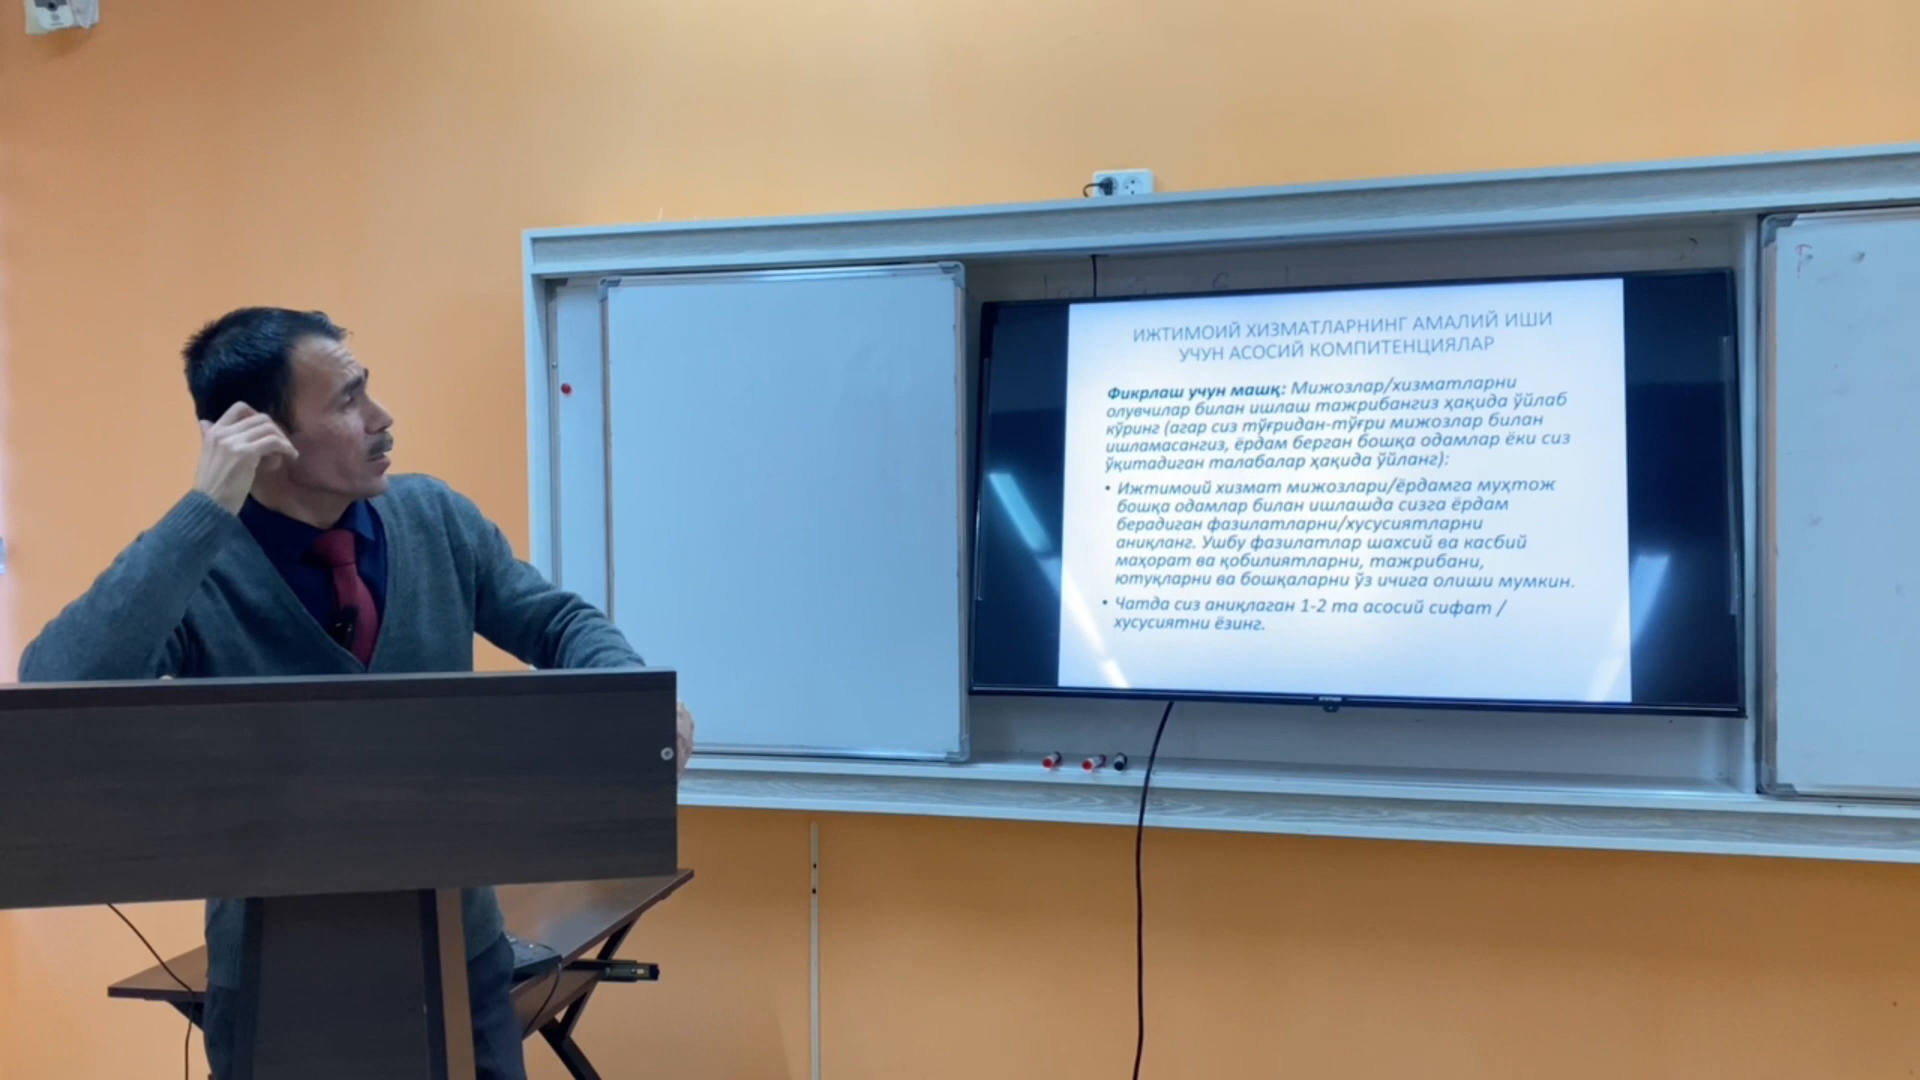 ИЖТИМОИЙ ХИЗМАТЛАРНИНГ АМАЛИЙ ИШИ
УЧУН АСОСИЙ КОМПИТЕНЦИЯЛАР
Фикрлаш учун машқ: Мижозлар/хизматларни
олувчилар билан ишлаш тажрибангиз ҳақида ўйлаб
кўринг (агар сиз тўғридан-тўғри мижозлар билан
ишламасангиз, ёрдам берган бошқа одамлар ёки сиз
ўқитадиган талабалар ҳақида ўйланг):
• Ижтимоий хизмат мижозлари/ёрдамга муҳтож
бошқа одамлар билан ишлашда сизга ёрдам
берадиган фазилатларни/хусусиятларни
аниқланг. Ушбу фазилатлар шахсий ва касбий
маҳорат ва қобилиятларни, тажрибани,
ютуқларни ва бошқаларни ўз ичига олиши мумкин.
• Чатда сиз аниқлаган 1-2 та асосий сифат /
хусусиятни ёзинг.